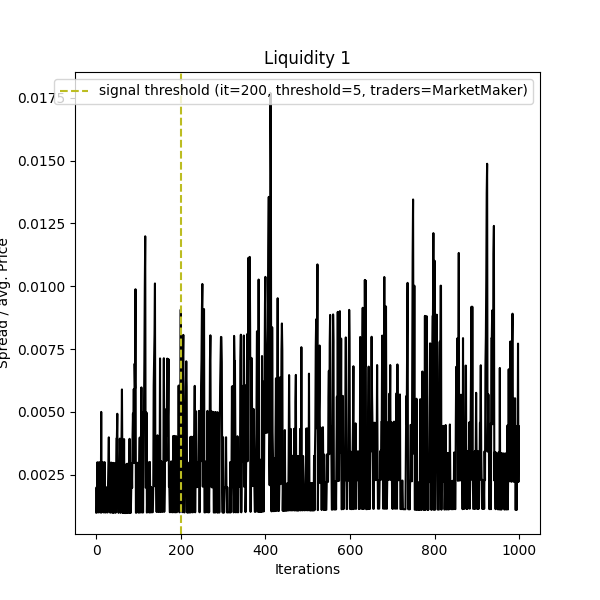 Liquidity 1
signal threshold (it=200, threshold=5, traders=MarketMaker)
0.0175
0.0150
0.0125
0.0100
0.0075
0.0050
0.0025
Spread / avg. Price
0 200 400 600 800 1000
Iterations